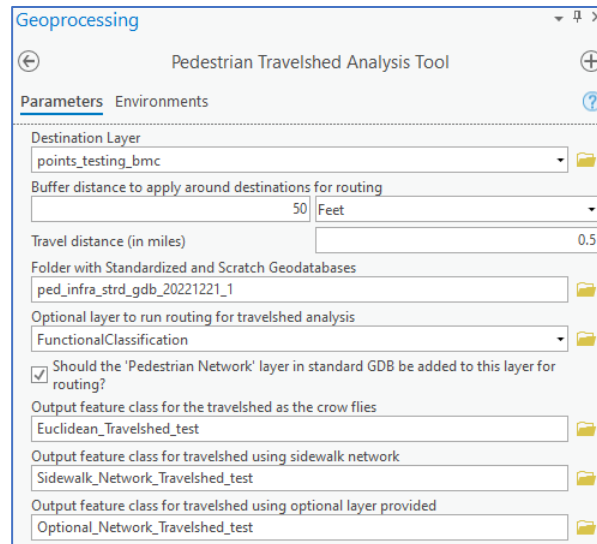 Geoprocessing
Pedestrian Travelshed Analysis Tool
Parameters Environments
Destination Layer
points_testing_bmc
Buffer distance to apply around destinations for routing
50 Feet
Travel distance (in miles) 0.5
Folder with Standardized and Scratch Geodatabases
ped_infra_strd_gdb_20221221_1
Optional layer to run routing for travelshed analysis
FunctionalClassification
Should the 'Pedestrian Network' layer in standard GDB be added to this layer for
routing?
Output feature class for the travelshed as the crow flies
Euclidean_Travelshed_test
Output feature class for travelshed using sidewalk network
Sidewalk_Network_Travelshed_test
Output feature class for travelshed using optional layer provided
Optional_Network_Travelshed_test